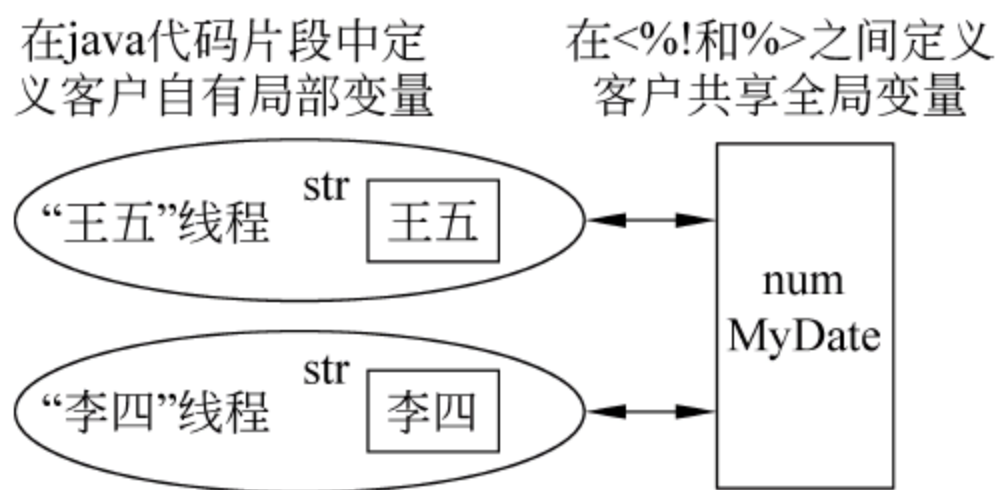 在java代码片段中定
义客户自有局部变量
在<%!和%>之间定义
客户共享全局变量
“王五”线程
str
王五
“李四”线程
str
李四
num
MyDate